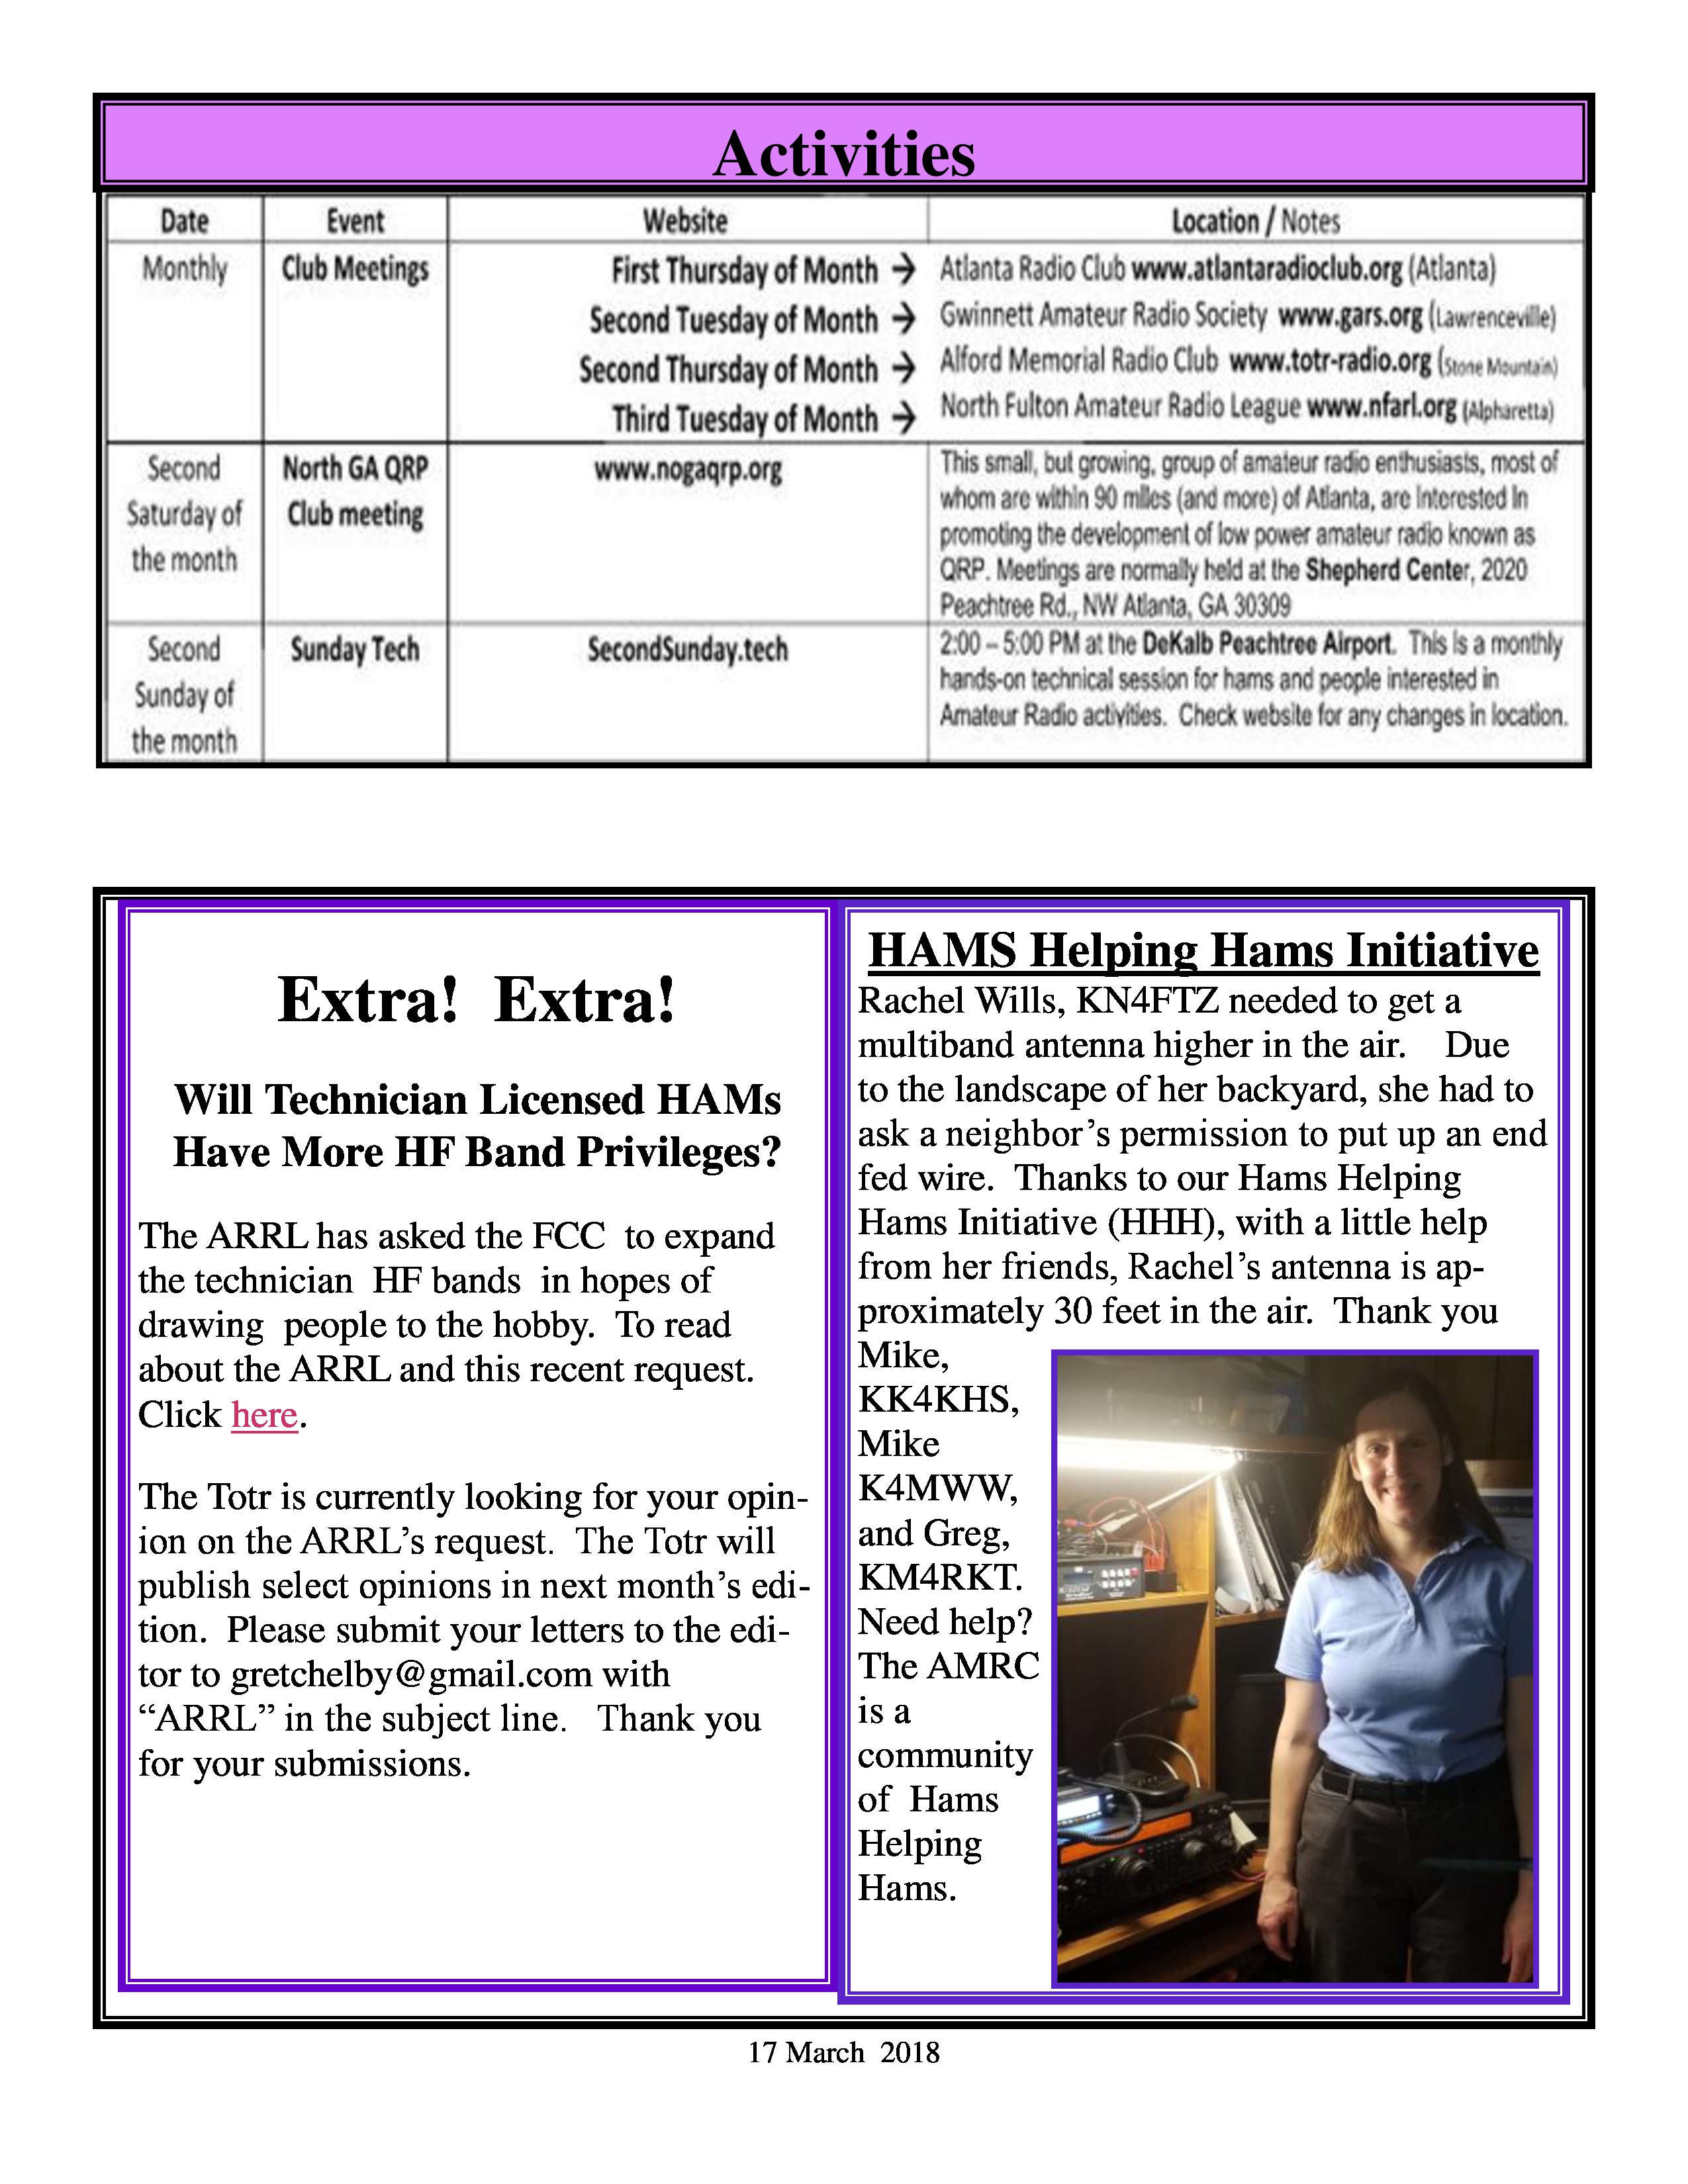 Activities
Date Event Website Location / Notes
Monthly Club Meetings First Thursday of Month → Atlanta Radio Club www.atlantaradioclub.org (Atlanta)
Second Tuesday of Month → Gwinnett Amateur Radio Society www.gars.org (Lawrenceville)
Second Thursday of Month → Alford Memorial Radio Club www.totr-radio.org (Stone Mountain)
Third Tuesday of Month → North Fulton Amateur Radio League www.nfarl.org (Alpharetta)
Second
Saturday of
the month
North GA QRP
Club meeting
www.nogaqrp.org
This small, but growing, group of amateur radio enthusiasts, most of
whom are within 90 miles (and more) of Atlanta, are interested in
promoting the development of low power amateur radio known as
QRP. Meetings are normally held at the Shepherd Center, 2020
Peachtree Rd., NW Atlanta, GA 30309
Second
Sunday of
the month
Sunday Tech
SecondSunday.tech
2:00 – 5:00 PM at the DeKalb Peachtree Airport. This is a monthly
hands-on technical session for hams and people interested in
Amateur Radio activities. Check website for any changes in location.
Extra! Extra!
Will Technician Licensed HAMs
Have More HF Band Privileges?
The ARRL has asked the FCC to expand
the technician HF bands in hopes of
drawing people to the hobby. To read
about the ARRL and this recent request.
Click here.
The Totr is currently looking for your opin-
ion on the ARRL’s request. The Totr will
publish select opinions in next month’s edi-
tion. Please submit your letters to the edi-
tor to gretchelby@gmail.com with
“ARRL” in the subject line. Thank you
for your submissions.
HAMS Helping Hams Initiative
Rachel Wills, KN4FTZ needed to get a
multiband antenna higher in the air. Due
to the landscape of her backyard, she had to
ask a neighbor’s permission to put up an end
fed wire. Thanks to our Hams Helping
Hams Initiative (HHH), with a little help
from her friends, Rachel’s antenna is ap-
proximately 30 feet in the air. Thank you
Mike,
KK4KHS,
Mike
K4MWW,
and Greg,
KM4RKT.
Need help?
The AMRC
is a
community
of Hams
Helping
Hams.
17 March 2018